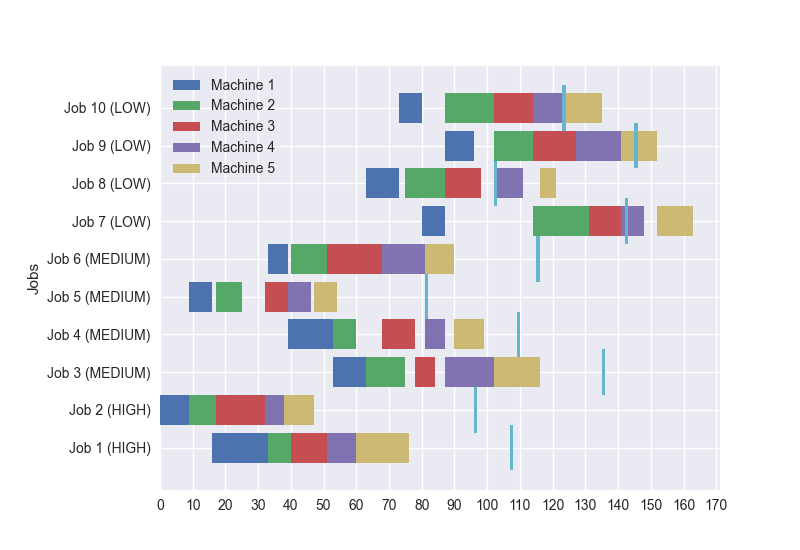 Machine 1
Machine 2
Machine 3
Machine 4
Machine 5
Jobs
Job 10 (LOW)
Job 9 (LOW)
Job 8 (LOW)
Job 7 (LOW)
Job 6 (MEDIUM)
Job 5 (MEDIUM)
Job 4 (MEDIUM)
Job 3 (MEDIUM)
Job 2 (HIGH)
Job 1 (HIGH)
0 10 20 30 40 50 60 70 80 90 100 110 120 130 140 150 160 170